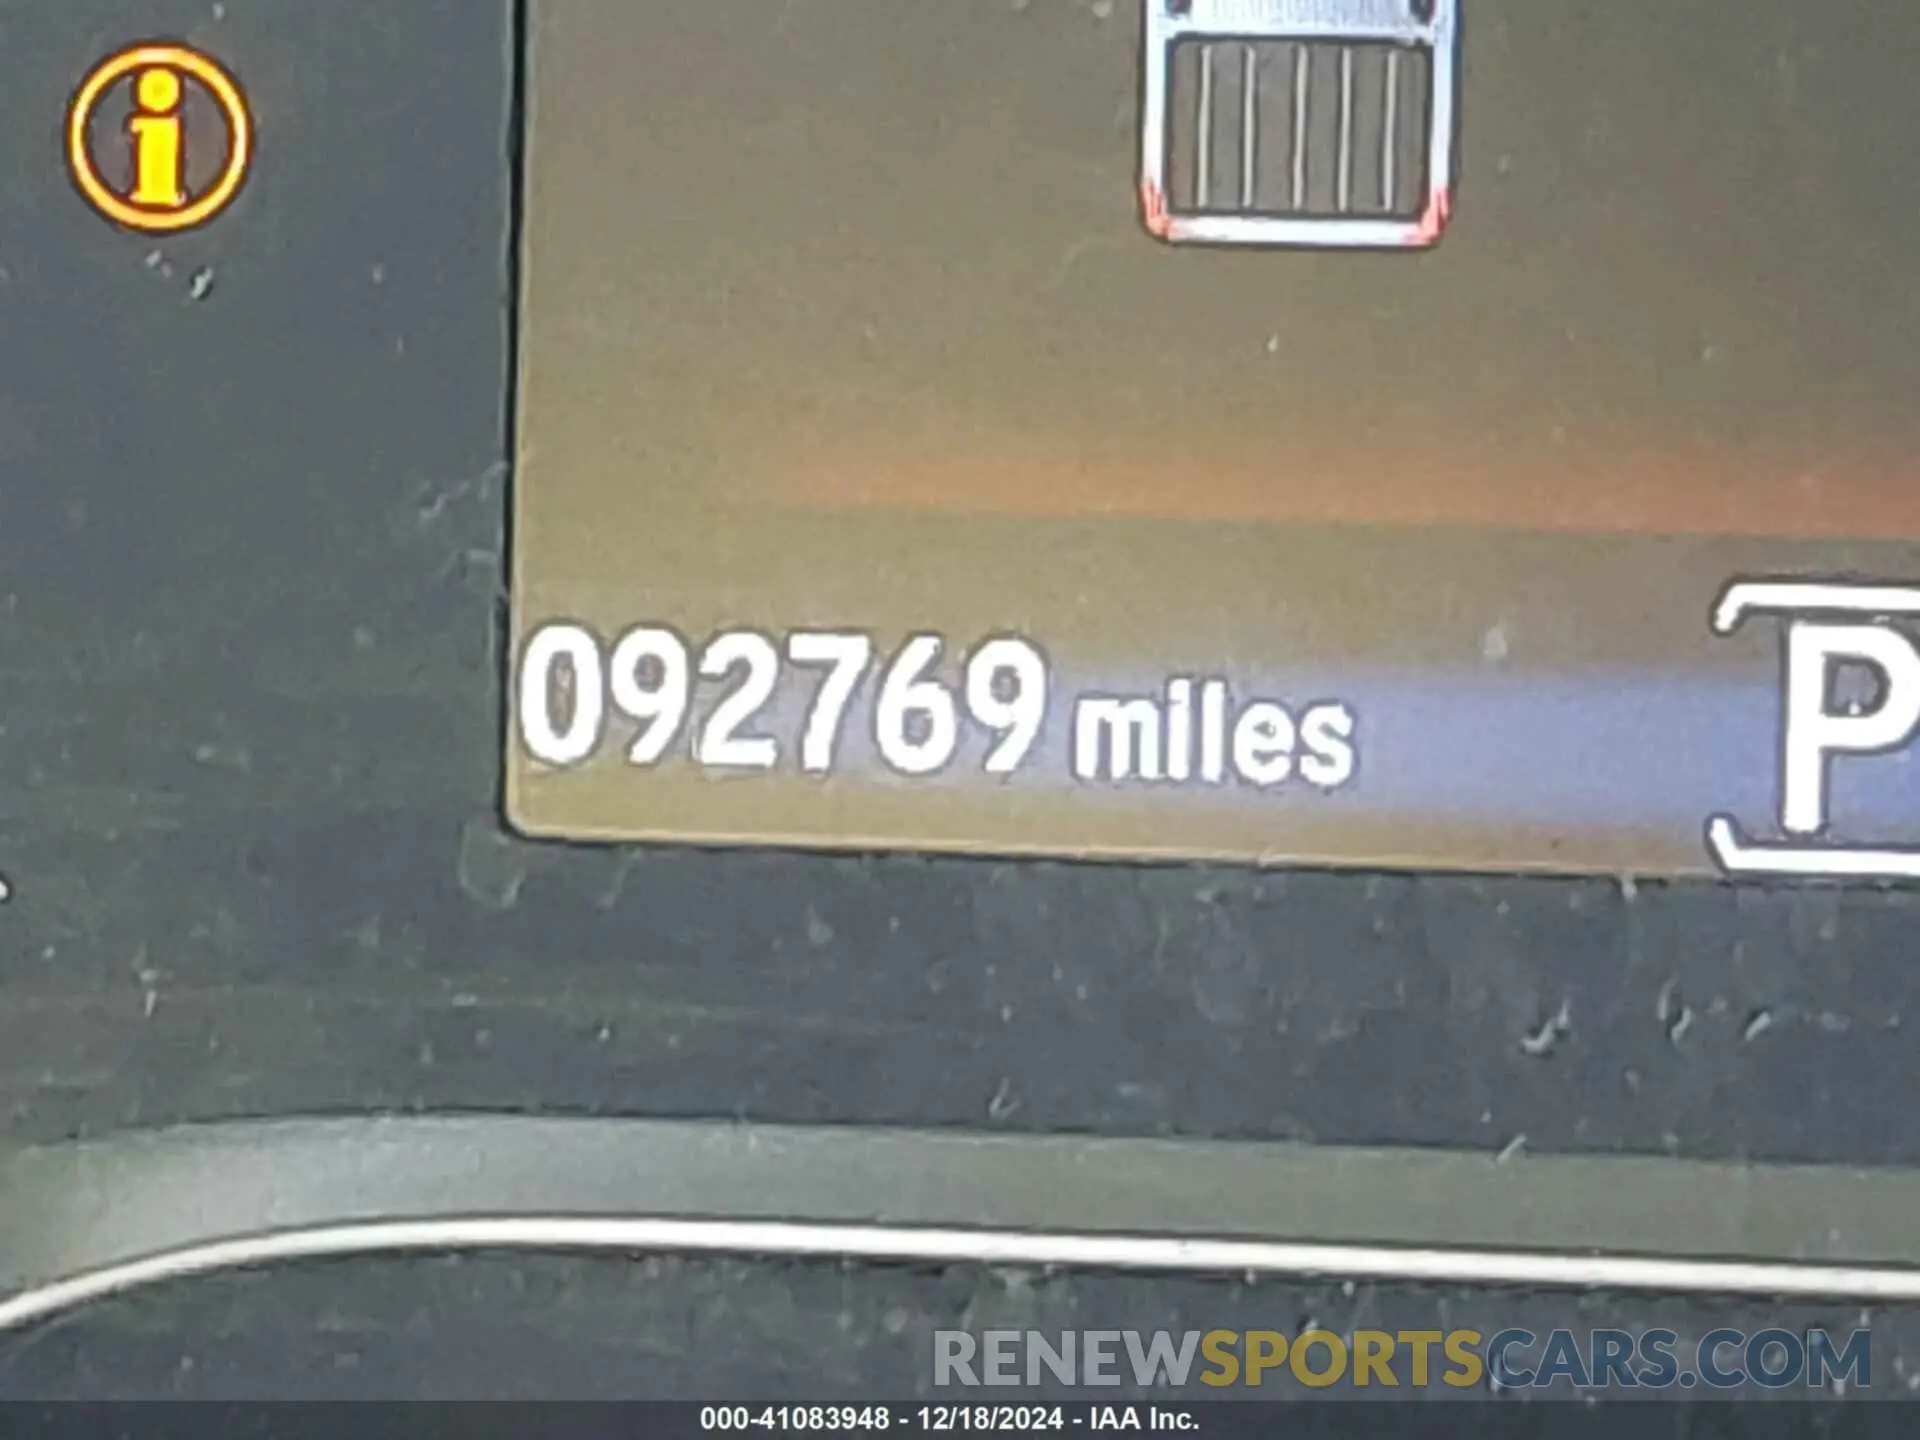 092769 miles
P
RENEWSPORTSCARS.COM
000-41083948 - 12/18/2024 - IAA Inc.